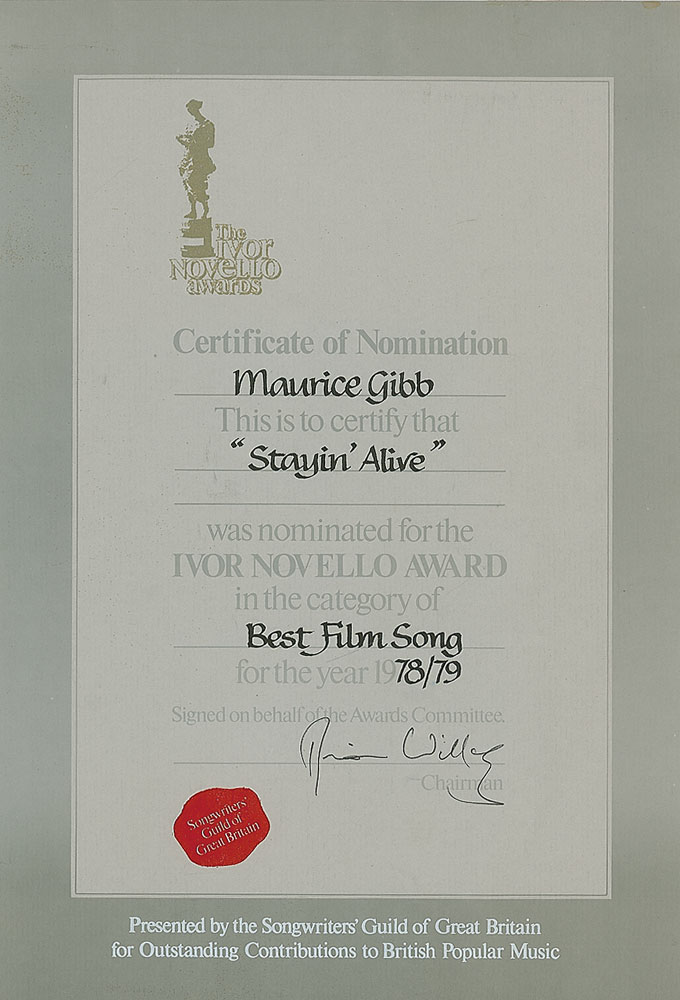 The
IVOR
NOVELLO
awards
Certificate of Nomination
Maurice Gibb
This is to certify that
“Stayin’ Alive”
was nominated for the
IVOR NOVELLO AWARD
in the category of
Best Film Song
for the year 1978/79
Signed on behalf of the Awards Committee.
Brian Willey
Chairman
Songwriters’
Guild of
Great Britain
Presented by the Songwriters’ Guild of Great Britain
for Outstanding Contributions to British Popular Music